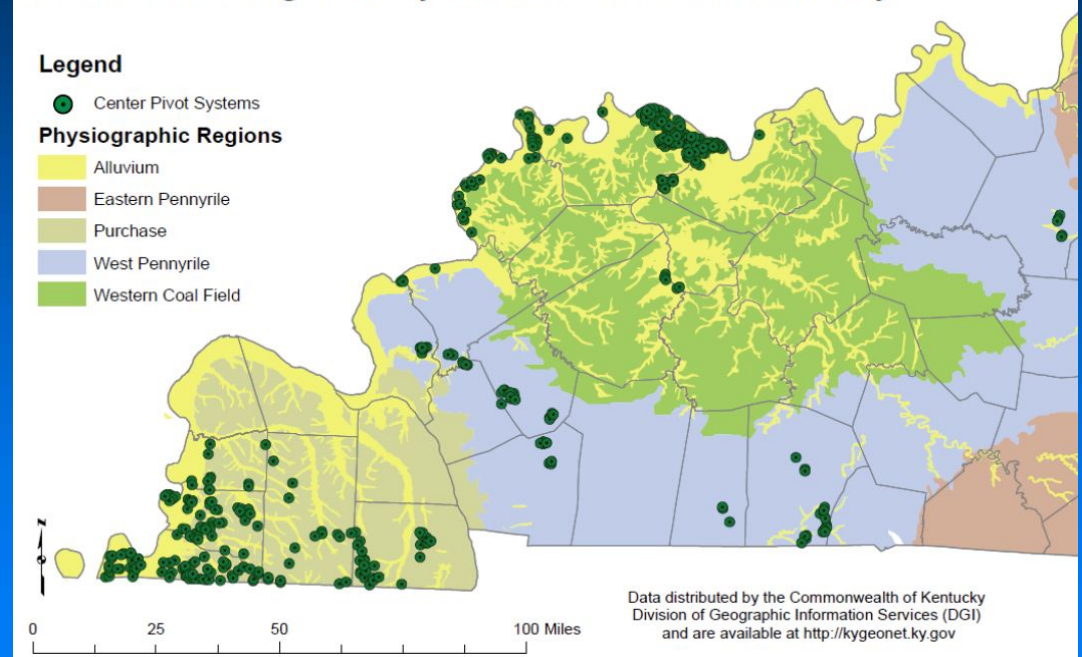 Legend
Center Pivot Systems
Physiographic Regions
Alluvium
Eastern Pennyrile
Purchase
West Pennyrile
Western Coal Field
N
0 25 50 100 Miles
Data distributed by the Commonwealth of Kentucky
Division of Geographic Information Services (DGI)
and are available at http://kygeonet.ky.gov